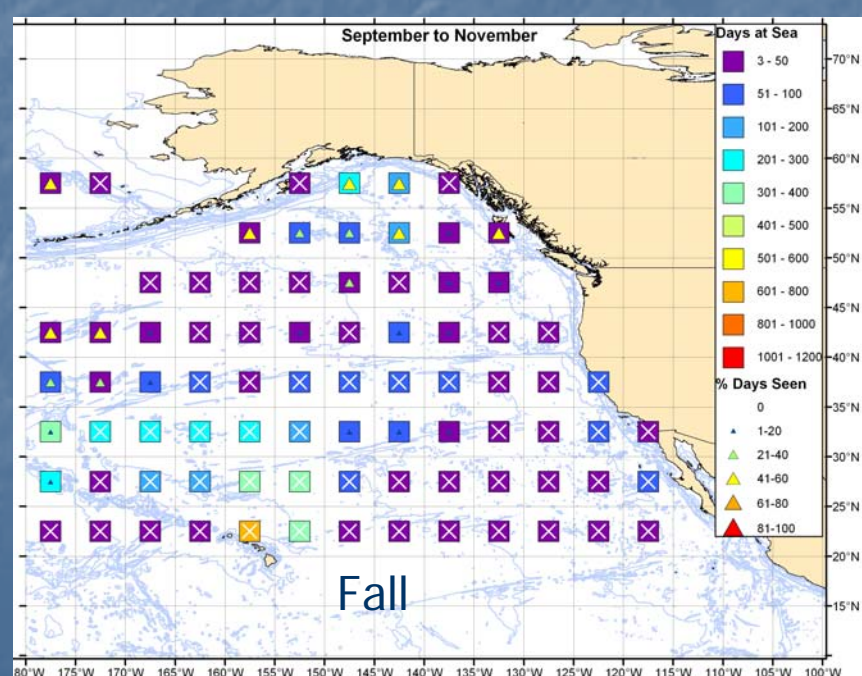 September to November
Days at Sea
3 - 50
51 - 100
101 - 200
201 - 300
301 - 400
401 - 500
501 - 600
601 - 800
801 - 1000
1001 - 1200
% Days Seen
0
1-20
21-40
41-60
61-80
81-100
70°N
65°N
60°N
55°N
50°N
45°N
40°N
35°N
30°N
25°N
20°N
15°N
Fall
180°W 175°W 170°W 165°W 160°W 155°W 150°W 145°W 140°W 135°W 130°W 125°W 120°W 115°W 110°W 105°W 100°W